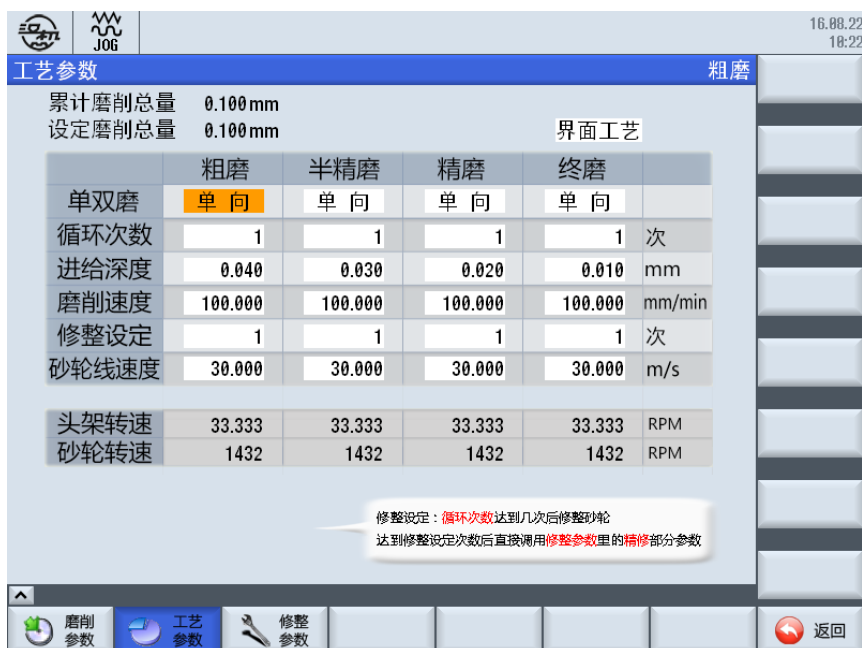 JOG
16.08.22
10:22
工艺参数 粗磨
累计磨削总量 0.100mm
设定磨削总量 0.100mm
界面工艺
粗磨 半精磨 精磨 终磨
单双磨 单 向 单 向 单 向 单 向
循环次数 1 1 1 1 次
进给深度 0.040 0.030 0.020 0.010 mm
磨削速度 100.000 100.000 100.000 100.000 mm/min
修整设定 1 1 1 1 次
砂轮线速度 30.000 30.000 30.000 30.000 m/s
头架转速 33.333 33.333 33.333 33.333 RPM
砂轮转速 1432 1432 1432 1432 RPM
修整设定：循环次数达到几次后修整砂轮
达到修整设定次数后直接调用修整参数里的精修部分参数
磨削
参数
工艺
参数
修整
参数
返回